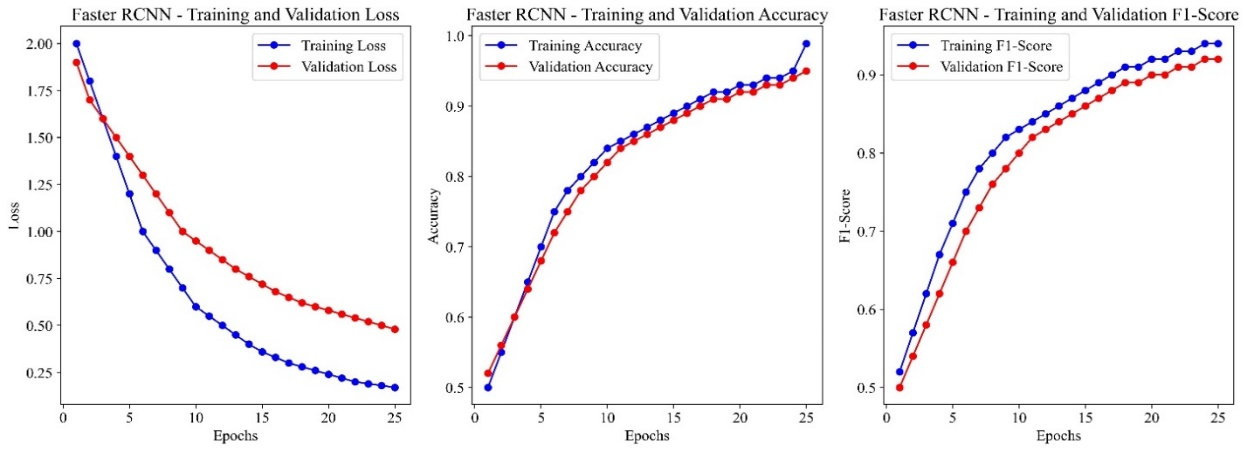 Faster RCNN - Training and Validation Loss
Training Loss
Validation Loss
2.00
1.75
1.50
1.25
1.00
0.75
0.50
0.25
Loss
0 5 10 15 20 25
Epochs
Faster RCNN - Training and Validation Accuracy
Training Accuracy
Validation Accuracy
1.0
0.9
0.8
0.7
0.6
0.5
Accuracy
0 5 10 15 20 25
Epochs
Faster RCNN - Training and Validation F1-Score
Training F1-Score
Validation F1-Score
0.9
0.8
0.7
0.6
0.5
F1-Score
0 5 10 15 20 25
Epochs